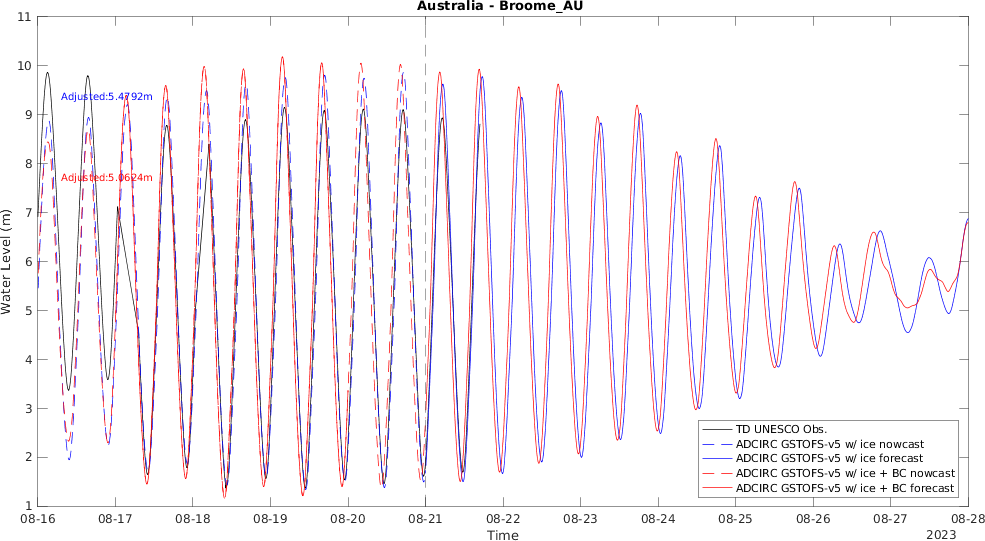 Australia - Broome_AU
11
10
9
8
7
6
5
4
3
2
1
Water Level (m)
Adjusted:5.4792m
Adjusted:5.0624m
TD UNESCO Obs.
ADCIRC GSTOFS-v5 w/ ice nowcast
ADCIRC GSTOFS-v5 w/ ice forecast
ADCIRC GSTOFS-v5 w/ ice + BC nowcast
ADCIRC GSTOFS-v5 w/ ice + BC forecast
08-16 08-17 08-18 08-19 08-20 08-21 08-22 08-23 08-24 08-25 08-26 08-27 08-28
Time
2023